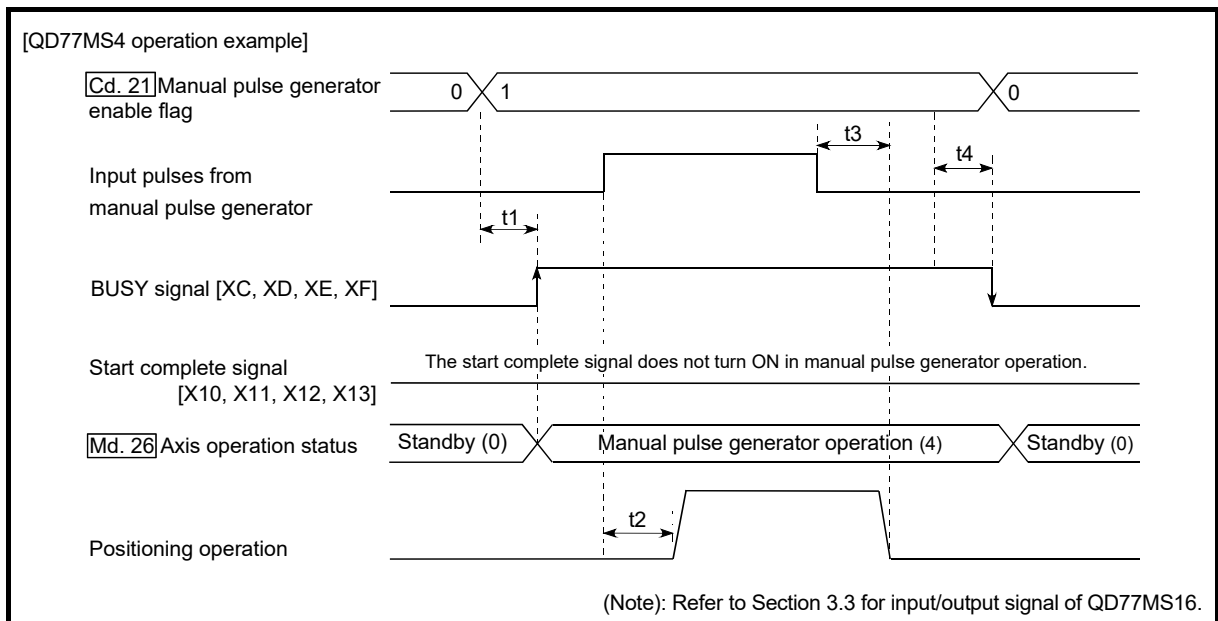 [QD77MS4 operation example]
Cd. 21 Manual pulse generator
enable flag
0
1
0
t3
t4
Input pulses from
manual pulse generator
t1
BUSY signal [XC, XD, XE, XF]
Start complete signal
[X10, X11, X12, X13]
The start complete signal does not turn ON in manual pulse generator operation.
Md. 26 Axis operation status
Standby (0)
Manual pulse generator operation (4)
Standby (0)
t2
Positioning operation
(Note): Refer to Section 3.3 for input/output signal of QD77MS16.